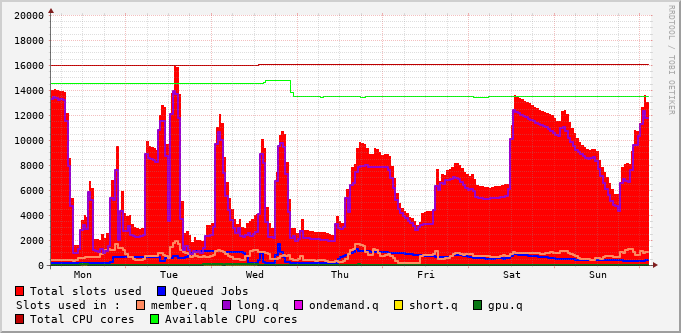 20000
18000
16000
14000
12000
10000
8000
6000
4000
2000
0
Mon Tue Wed Thu Fri Sat Sun
RRDTOOL / TOBI OETIKER
Total slots used Queued Jobs
Slots used in : member.q long.q ondemand.q short.q gpu.q
Total CPU cores Available CPU cores